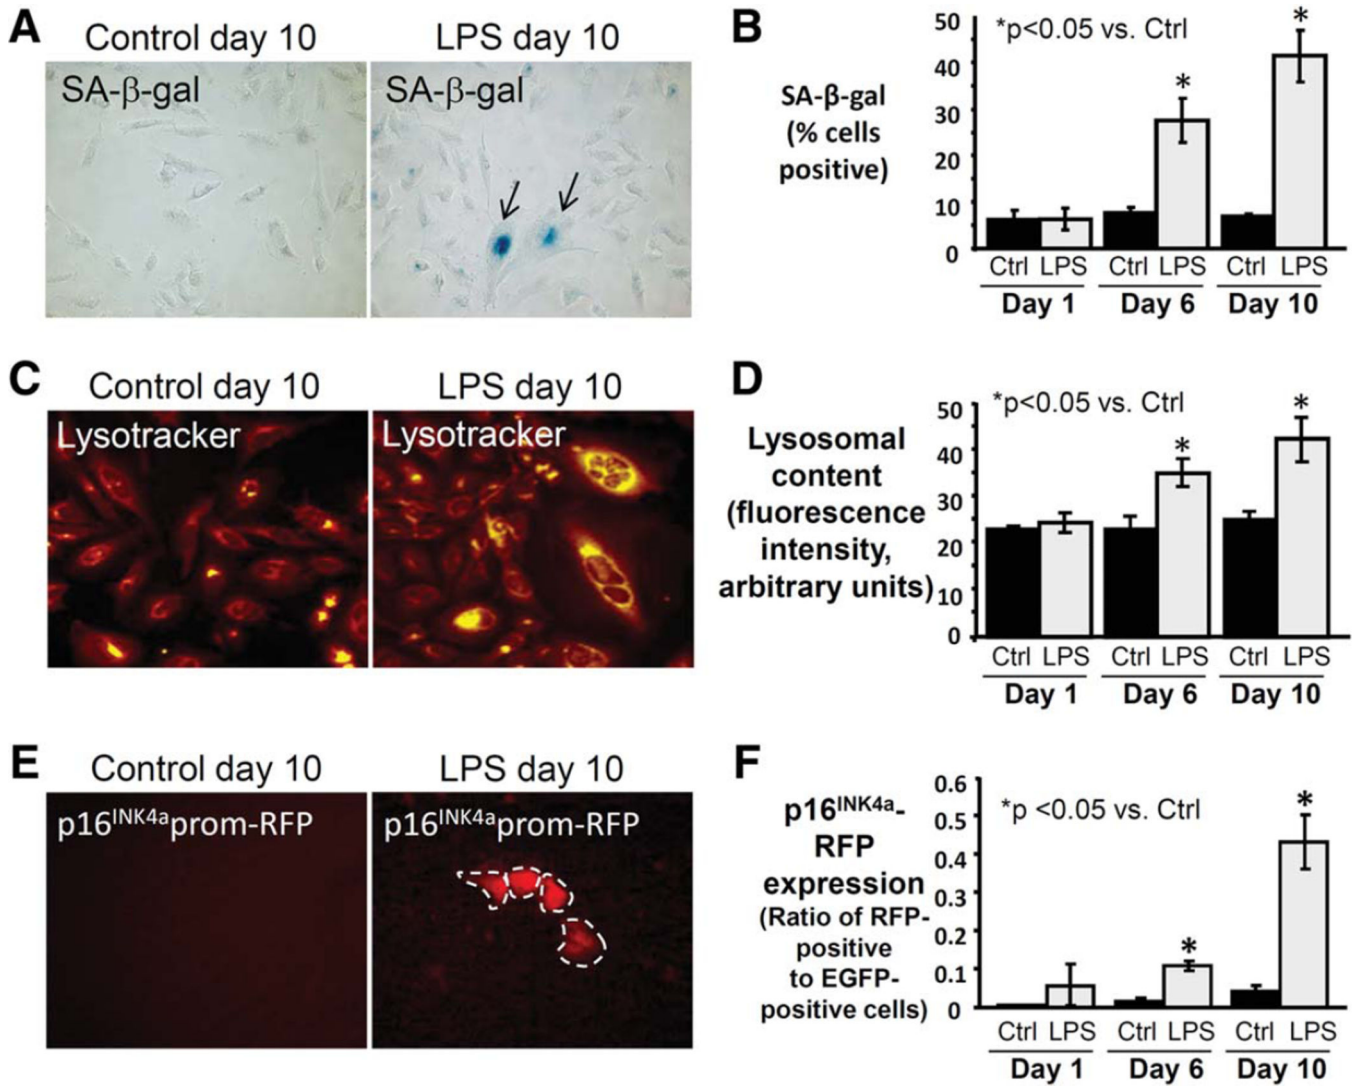 A
Control day 10
LPS day 10
SA-β-gal
SA-β-gal
B
*p<0.05 vs. Ctrl
SA-β-gal
(% cells
positive)
50
40
30
20
10
0
*
*
Ctrl LPS Ctrl LPS Ctrl LPS
Day 1 Day 6 Day 10
C
Control day 10
LPS day 10
Lysotracker
Lysotracker
D
*p<0.05 vs. Ctrl
Lysosomal
content
(fluorescence
intensity,
arbitrary units)
50
40
30
20
10
0
*
*
Ctrl LPS Ctrl LPS Ctrl LPS
Day 1 Day 6 Day 10
E
Control day 10
LPS day 10
p16INK4aprom-RFP
p16INK4aprom-RFP
F
*p <0.05 vs. Ctrl
p16INK4a-
RFP
expression
(Ratio of RFP-
positive
to EGFP-
positive cells)
0.6
0.5
0.4
0.3
0.2
0.1
0
*
*
Ctrl LPS Ctrl LPS Ctrl LPS
Day 1 Day 6 Day 10